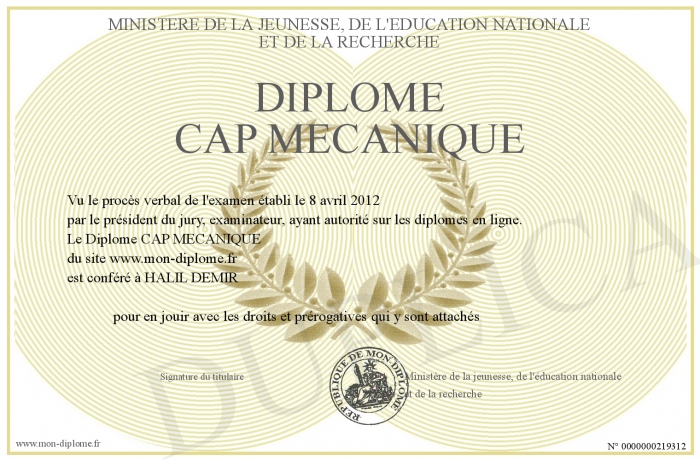 MINISTERE DE LA JEUNESSE, DE L'EDUCATION NATIONALE
ET DE LA RECHERCHE
DIPLOME
CAP MECANIQUE
Vu le procès verbal de l'examen établi le 8 avril 2012
par le président du jury, examinateur, ayant autorité sur les diplomes en ligne.
Le Diplome CAP MECANIQUE
du site www.mon-diplome.fr
est conféré à HALIL DEMIR
pour en jouir avec les droits et prérogatives qui y sont attachés
DUPLICATA
Signature du titulaire
REPUBLIQUE DE MON-DIPLOME
Ministère de la jeunesse, de l'éducation nationale
et de la recherche
www.mon-diplome.fr
N° 0000000219312